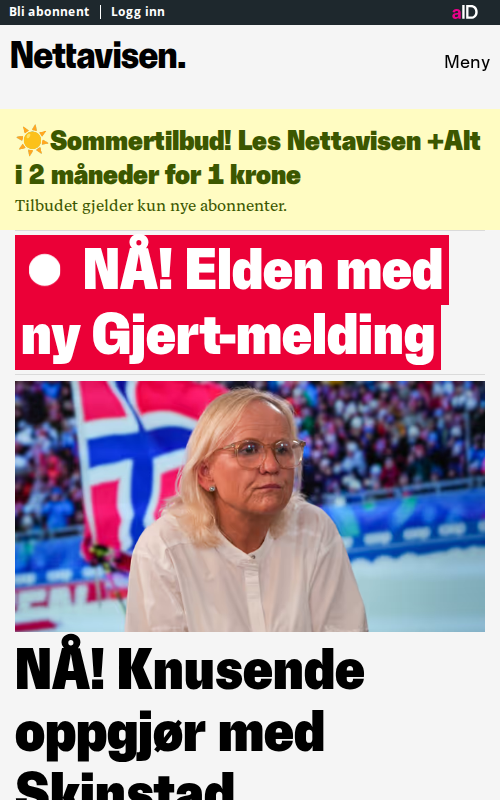 Bli abonnent
Logg inn
aID
Nettavisen.
Meny
☀️Sommertilbud! Les Nettavisen +Alt
i 2 måneder for 1 krone
Tilbudet gjelder kun nye abonnenter.
NÅ! Elden med
ny Gjert-melding
NÅ! Knusende
oppgjør med
Skinstad